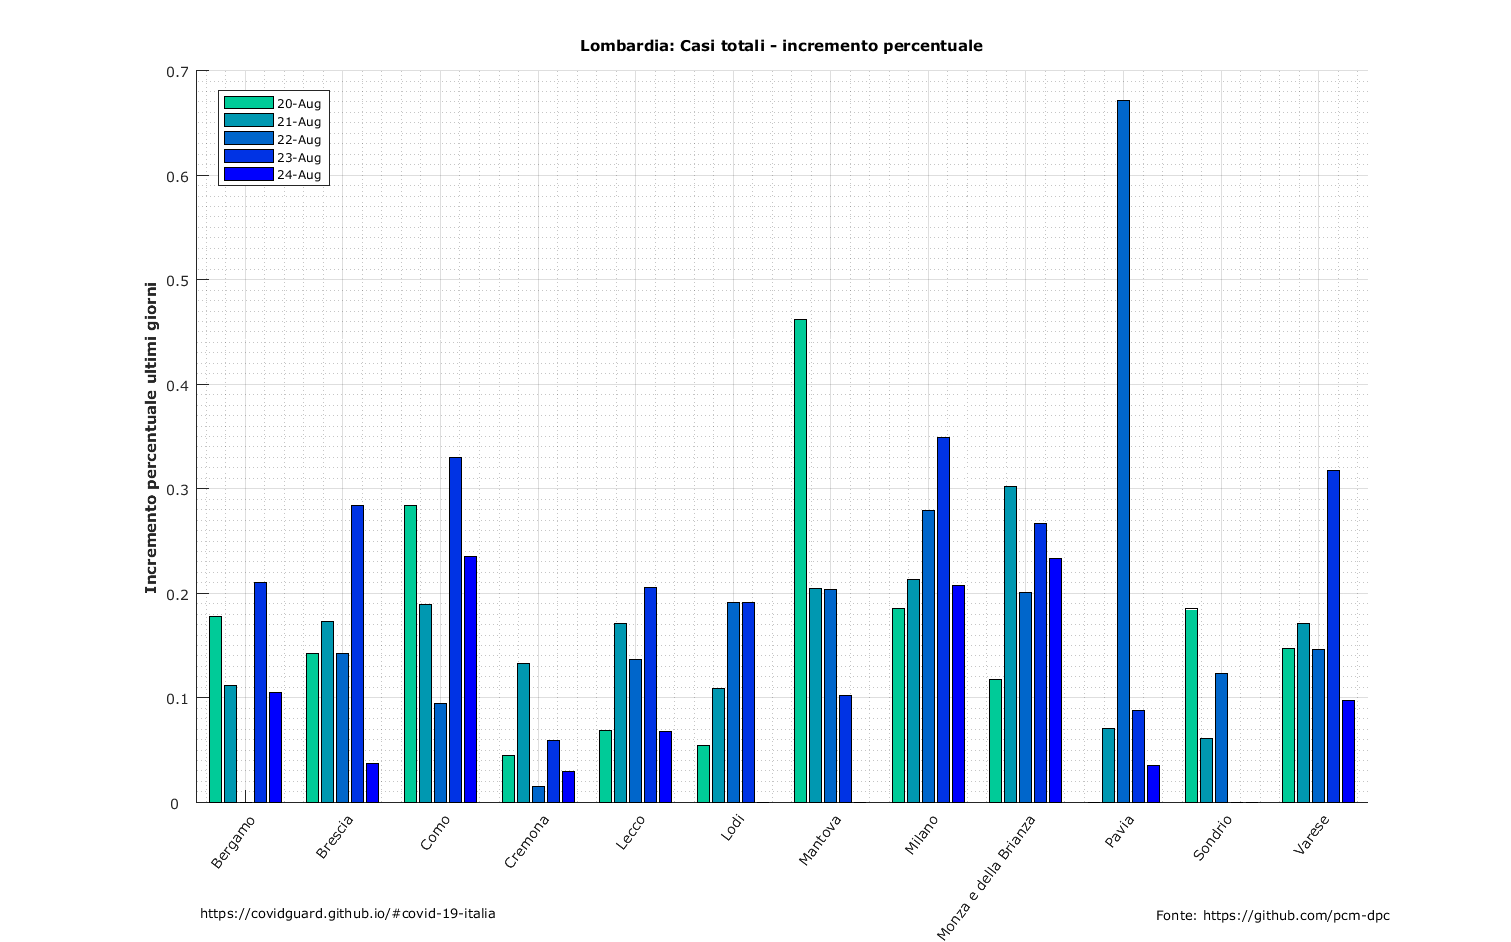 Lombardia: Casi totali - incremento percentuale
0.7
0.6
0.5
0.4
0.3
0.2
0.1
0
Incremento percentuale ultimi giorni
20-Aug
21-Aug
22-Aug
23-Aug
24-Aug
Bergamo
Brescia
Como
Cremona
Lecco
Lodi
Mantova
Milano
Monza e della Brianza
Pavia
Sondrio
Varese
https://covidguard.github.io/#covid-19-italia
Fonte: https://github.com/pcm-dpc